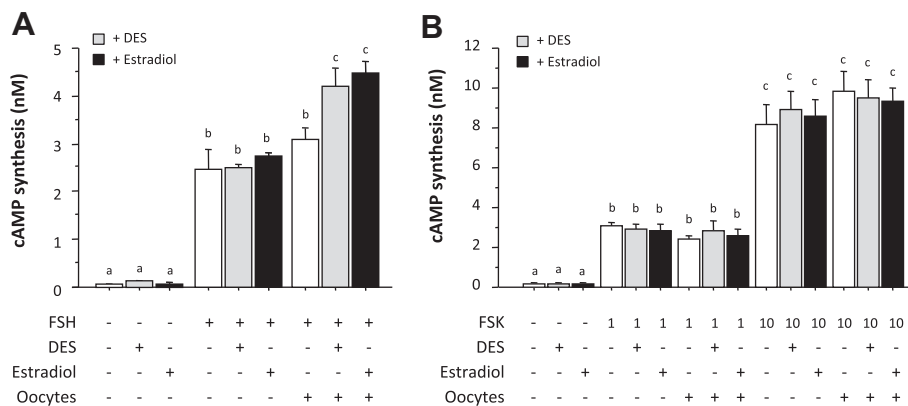 A
+ DES
+ Estradiol
cAMP synthesis (nM)
5
4
3
2
1
0
a a a b b b b c c
FSH - - - + + + + + +
DES - + - - + - - + -
Estradiol - - + - - + - - +
Oocytes - - - - - - + + +
B
+ DES
+ Estradiol
cAMP synthesis (nM)
12
10
8
6
4
2
0
a a a b b b b b b c c c c c c
FSK - - - 1 1 1 1 1 1 10 10 10 10 10 10
DES - + - - + - - + - - + - - + -
Estradiol - - + - - + - - + - - + - - +
Oocytes - - - - - - + + + - - - + + +